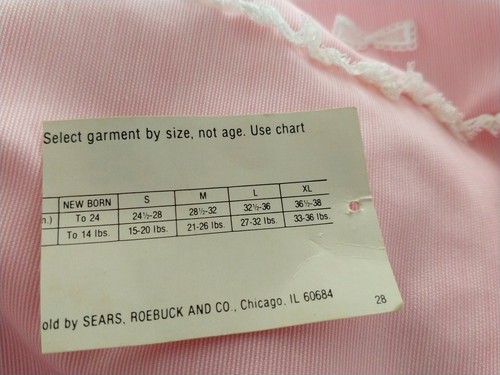 Select garment by size, not age. Use chart
NEW BORN S M L XL
n.) To 24 24½-28 28½-32 32½-36 36½-38
To 14 lbs. 15-20 lbs. 21-26 lbs. 27-32 lbs. 33-36 lbs.
old by SEARS, ROEBUCK AND CO., Chicago, IL 60684 28